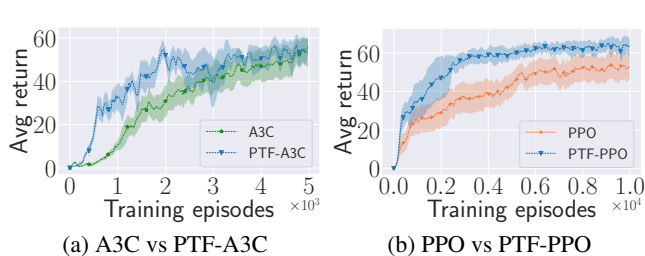 60
40
20
0
Avg return
A3C
PTF-A3C
0 1 2 3 4 5
Training episodes ×10³
(a) A3C vs PTF-A3C
60
40
20
0
Avg return
PPO
PTF-PPO
0.0 0.2 0.4 0.6 0.8 1.0
Training episodes ×10⁴
(b) PPO vs PTF-PPO